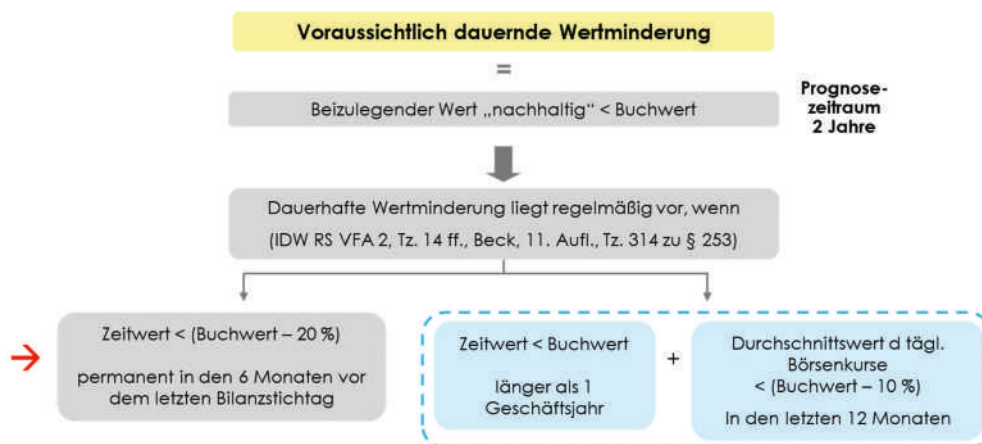 Voraussichtlich dauernde Wertminderung
=
Beizulegender Wert „nachhaltig“ < Buchwert
Prognose-
zeitraum
2 Jahre
Dauerhafte Wertminderung liegt regelmäßig vor, wenn
(IDW RS VFA 2, Tz. 14 ff., Beck, 11. Aufl., Tz. 314 zu § 253)
Zeitwert < (Buchwert – 20 %)
permanent in den 6 Monaten vor
dem letzten Bilanzstichtag
Zeitwert < Buchwert
länger als 1
Geschäftsjahr
+
Durchschnittswert d tägl.
Börsenkurse
< (Buchwert – 10 %)
In den letzten 12 Monaten